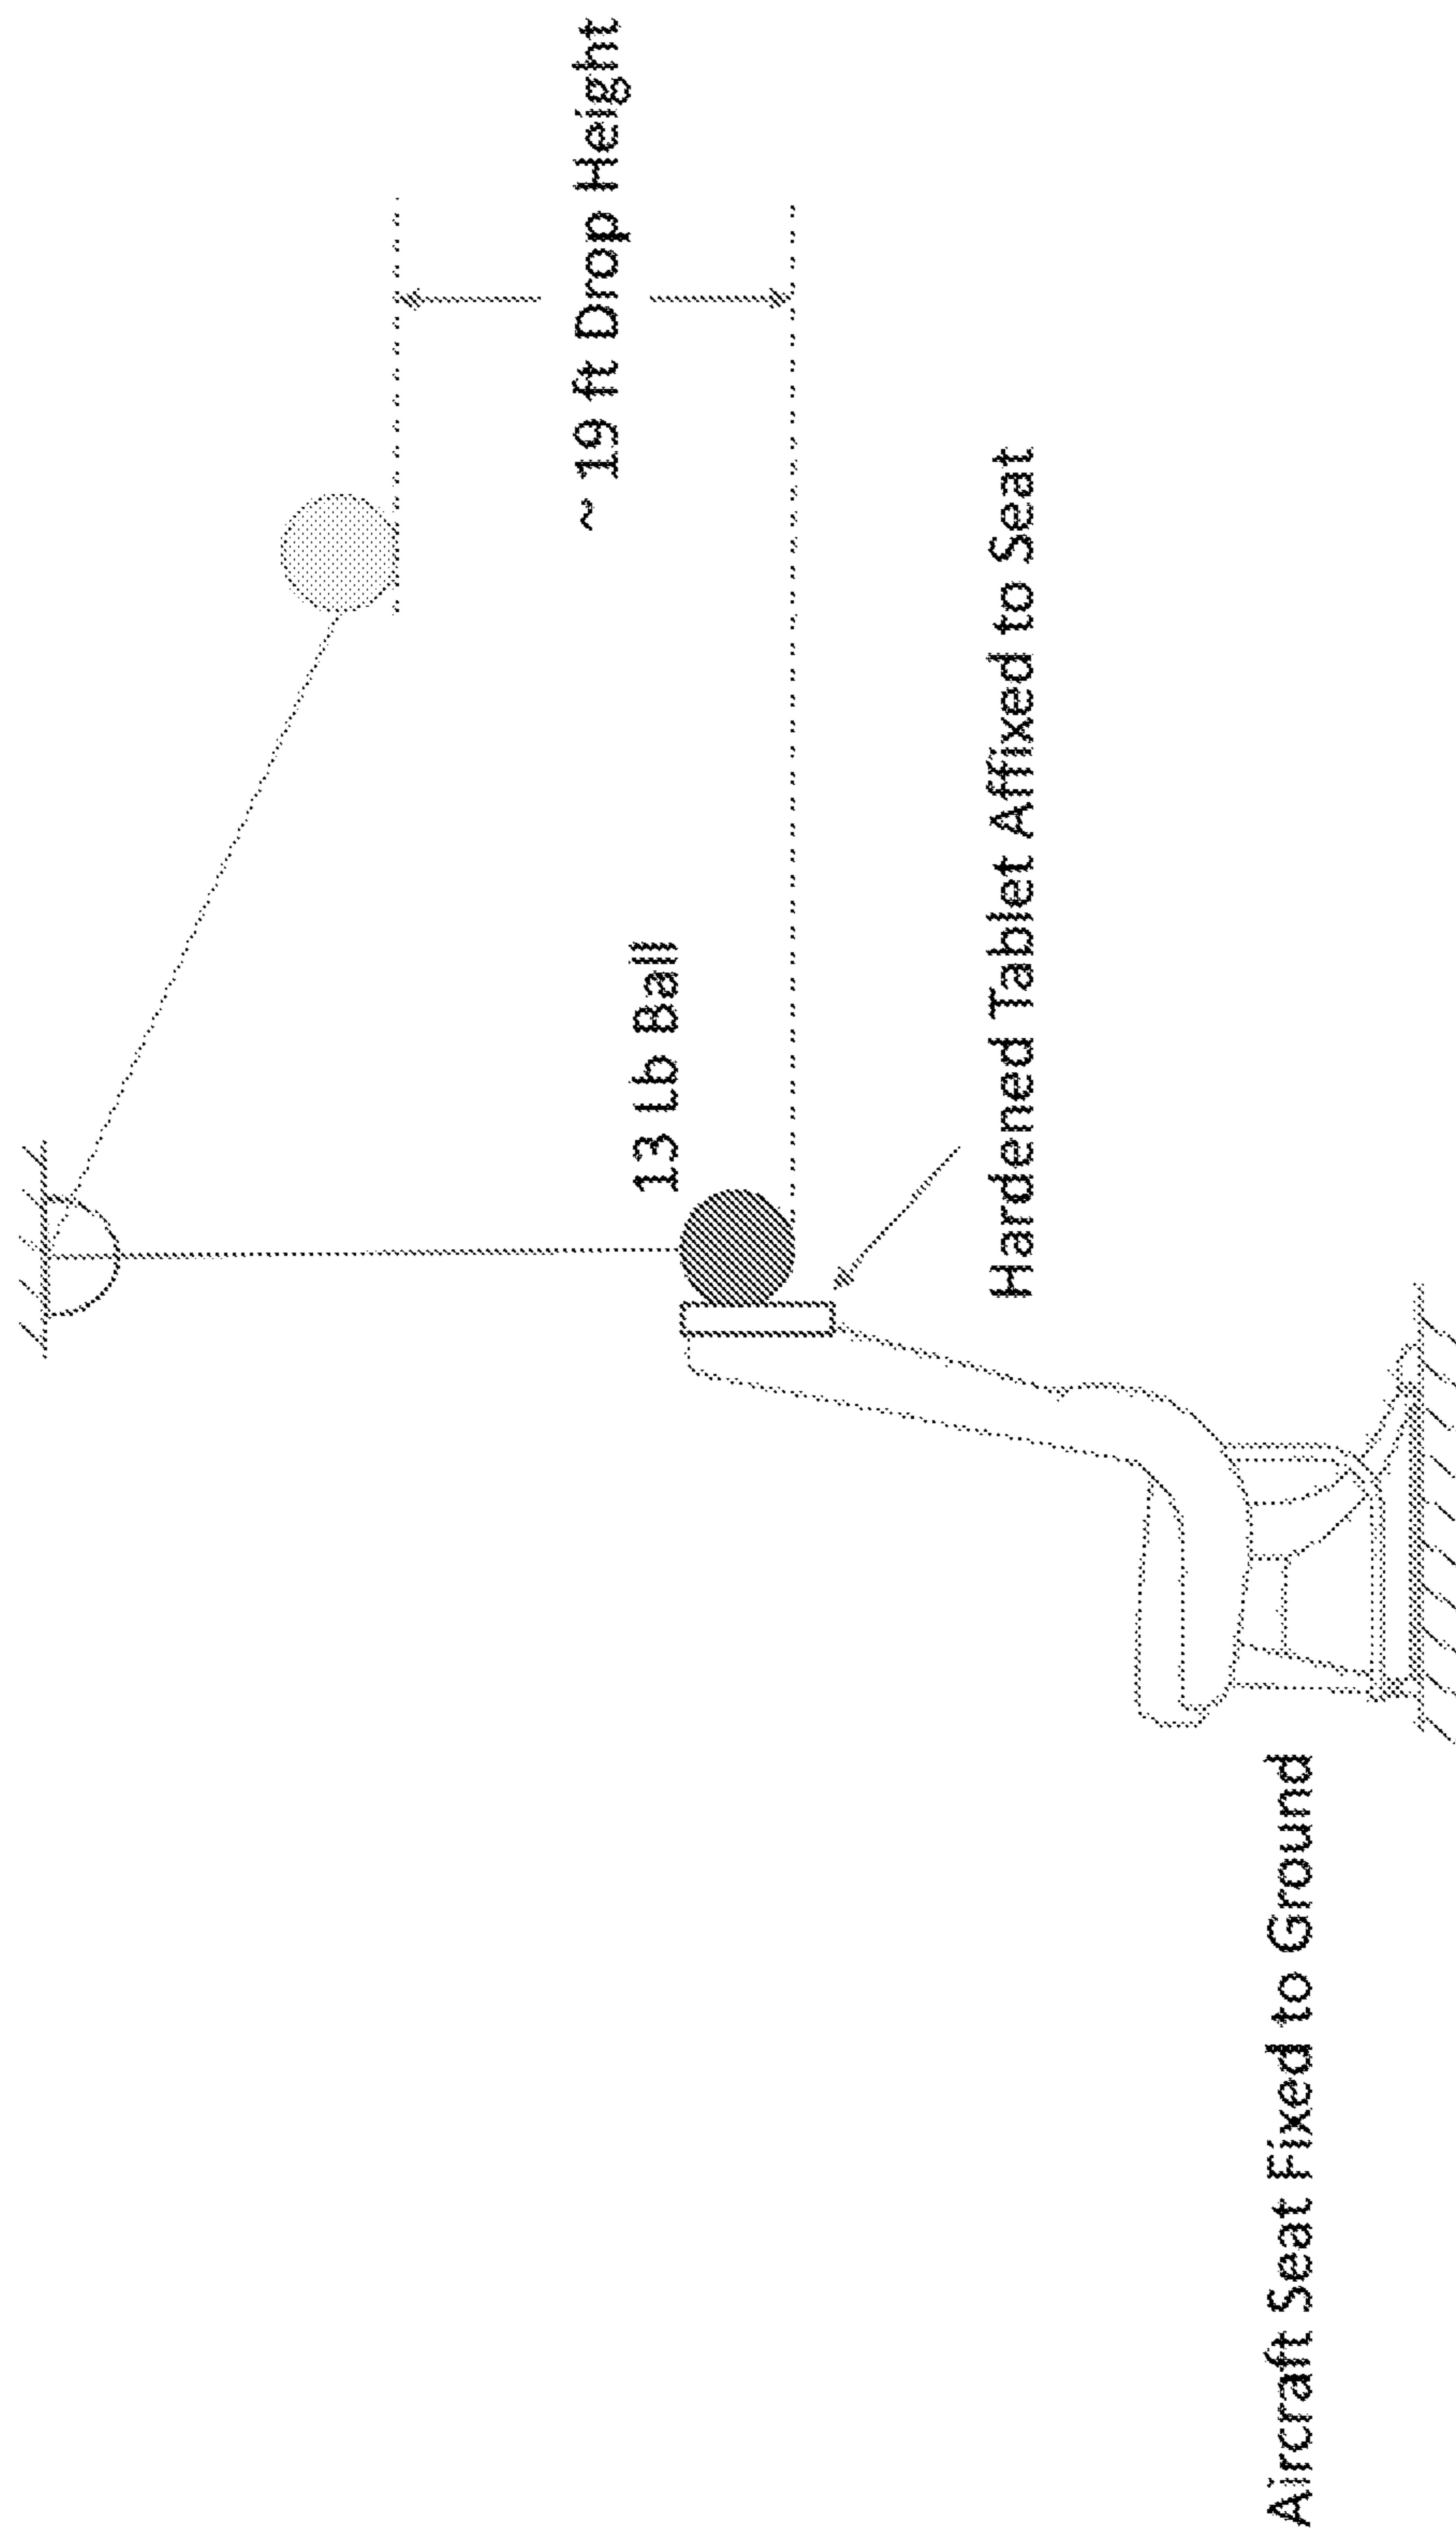 ~ 19 ft Drop Height
13 Lb Ball
Hardened Tablet Affixed to Seat
Aircraft Seat Fixed to Ground